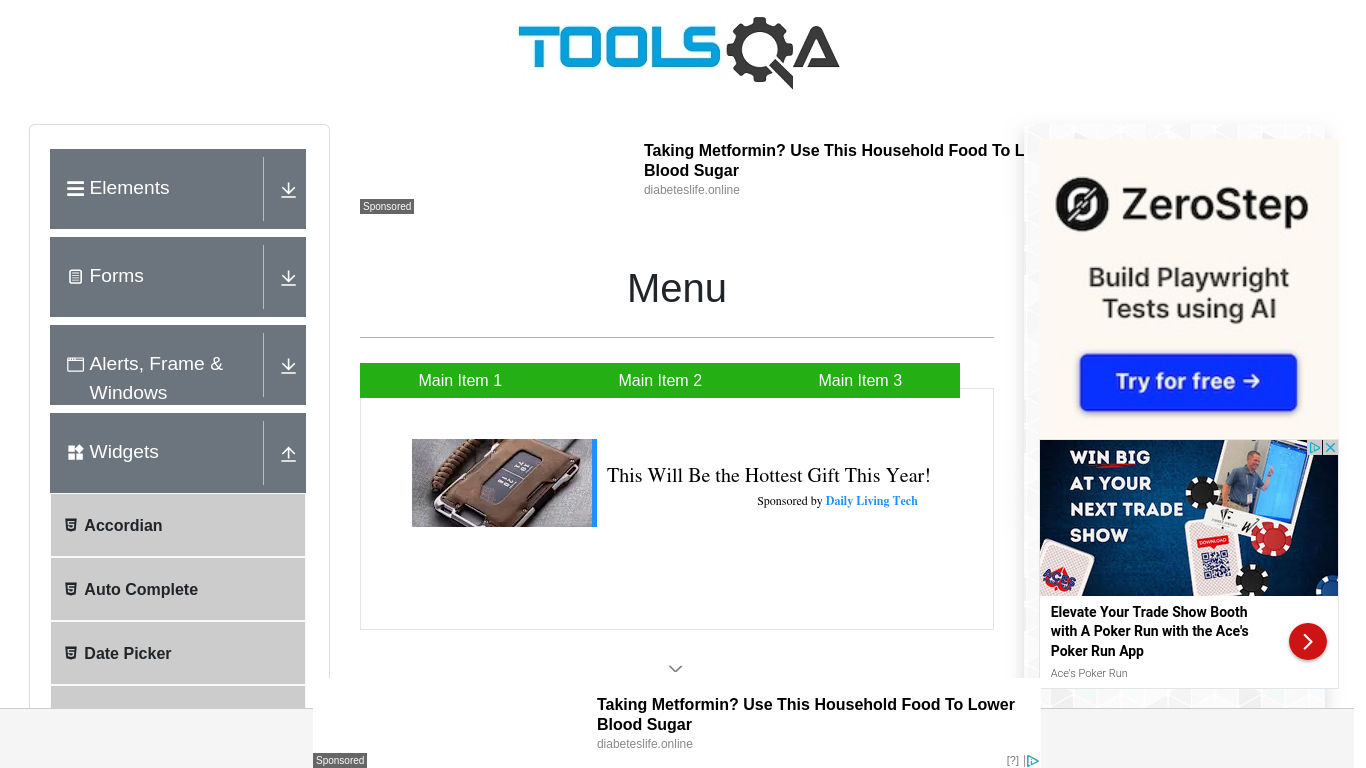 TOOLSQA
Elements
Forms
Alerts, Frame &
Windows
Widgets
Accordian
Auto Complete
Date Picker
Taking Metformin? Use This Household Food To L
Blood Sugar
diabeteslife.online
Sponsored
Menu
Main Item 1
Main Item 2
Main Item 3
This Will Be the Hottest Gift This Year!
Sponsored by Daily Living Tech
ZeroStep
Build Playwright
Tests using AI
Try for free →
WIN BIG
AT YOUR
NEXT TRADE
SHOW
DOWNLOAD
Elevate Your Trade Show Booth
with A Poker Run with the Ace's
Poker Run App
Ace's Poker Run
Taking Metformin? Use This Household Food To Lower
Blood Sugar
diabeteslife.online
Sponsored
[?]